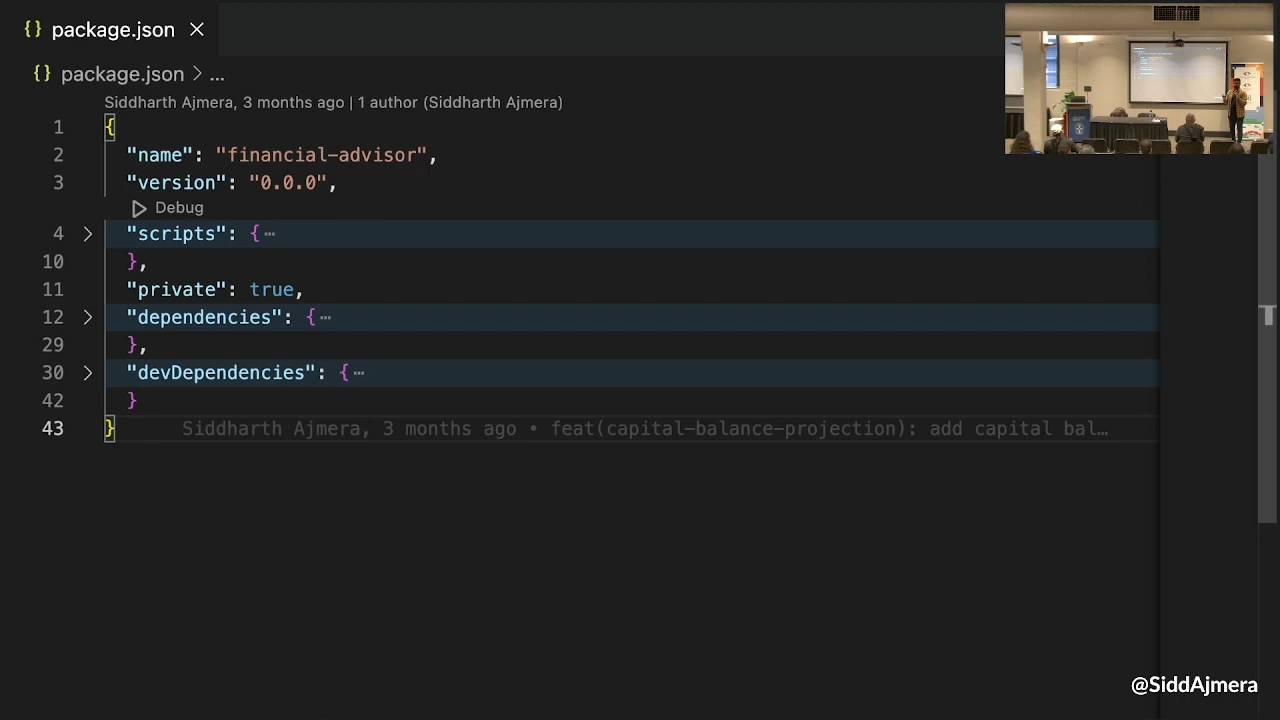 {} package.json ×
{} package.json > ...
Siddharth Ajmera, 3 months ago | 1 author (Siddharth Ajmera)
1 {
2 "name": "financial-advisor",
3 "version": "0.0.0",
Debug
4 > "scripts": { ⋯
10 },
11 "private": true,
12 > "dependencies": { ⋯
29 },
30 > "devDependencies": { ⋯
42 }
43 } Siddharth Ajmera, 3 months ago • feat(capital-balance-projection): add capital bal…
@SiddAjmera